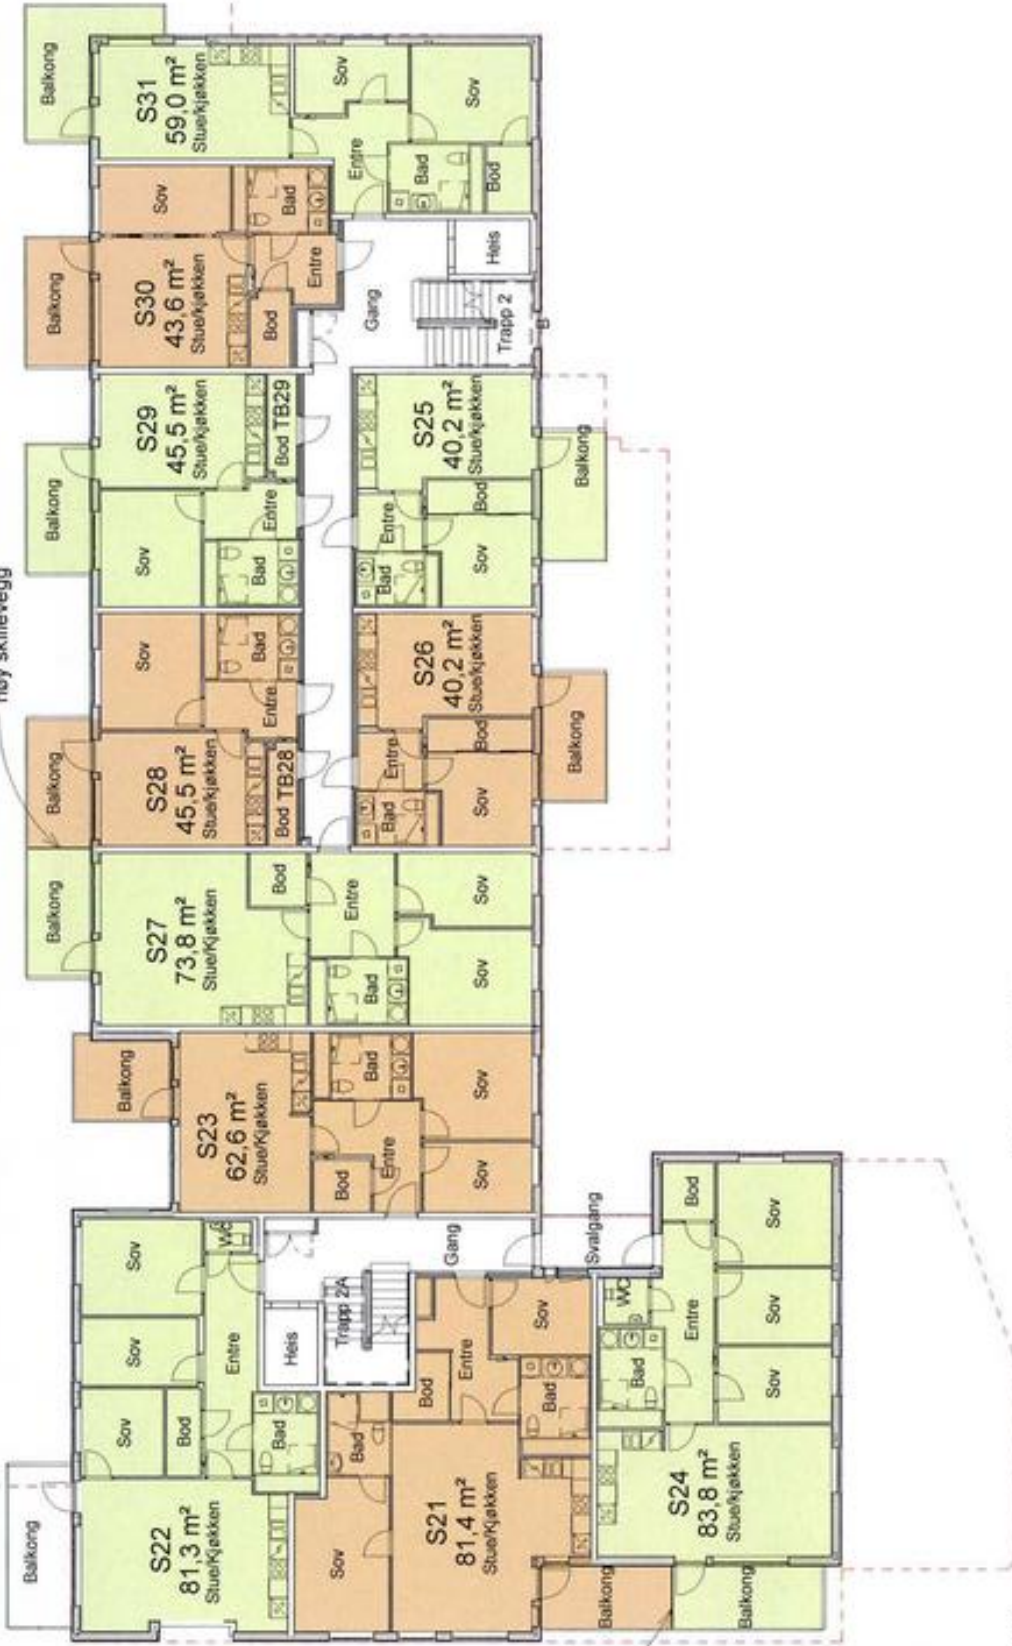 Balkong
S31
59,0 m²
Stue/kjøkken
Sov
Sov
Entre
Bad
Bod
Sov
Bad
Balkong
S30
43,6 m²
Stue/kjøkken
Entre
Bod
Gang
Heis
Trapp 2
Balkong
S29
45,5 m²
Stue/kjøkken
Bod TB29
Sov
Entre
Bad
S25
40,2 m²
Stue/kjøkken
Balkong
Entre
Bod
Bad
Sov
høy skillevegg
Sov
Bad
Entre
Balkong
S28
45,5 m²
Stue/kjøkken
Bod TB28
S26
40,2 m²
Stue/kjøkken
Balkong
Entre
Bod
Bad
Sov
Balkong
S27
73,8 m²
Stue/Kjøkken
Bod
Entre
Sov
Bad
Sov
Balkong
S23
62,6 m²
Stue/Kjøkken
Bad
Sov
Entre
Bod
Sov
Sov
WC
Gang
Svalgang
Sov
Entre
Heis
Trapp 2A
Sov
Bod
Bad
Balkong
S22
81,3 m²
Stue/Kjøkken
Bad
Bod
Entre
Sov
Bad
Sov
S21
81,4 m²
Stue/Kjøkken
Balkong
Bod
Sov
WC
Entre
Sov
Bad
Sov
S24
83,8 m²
Stue/kjøkken
Balkong